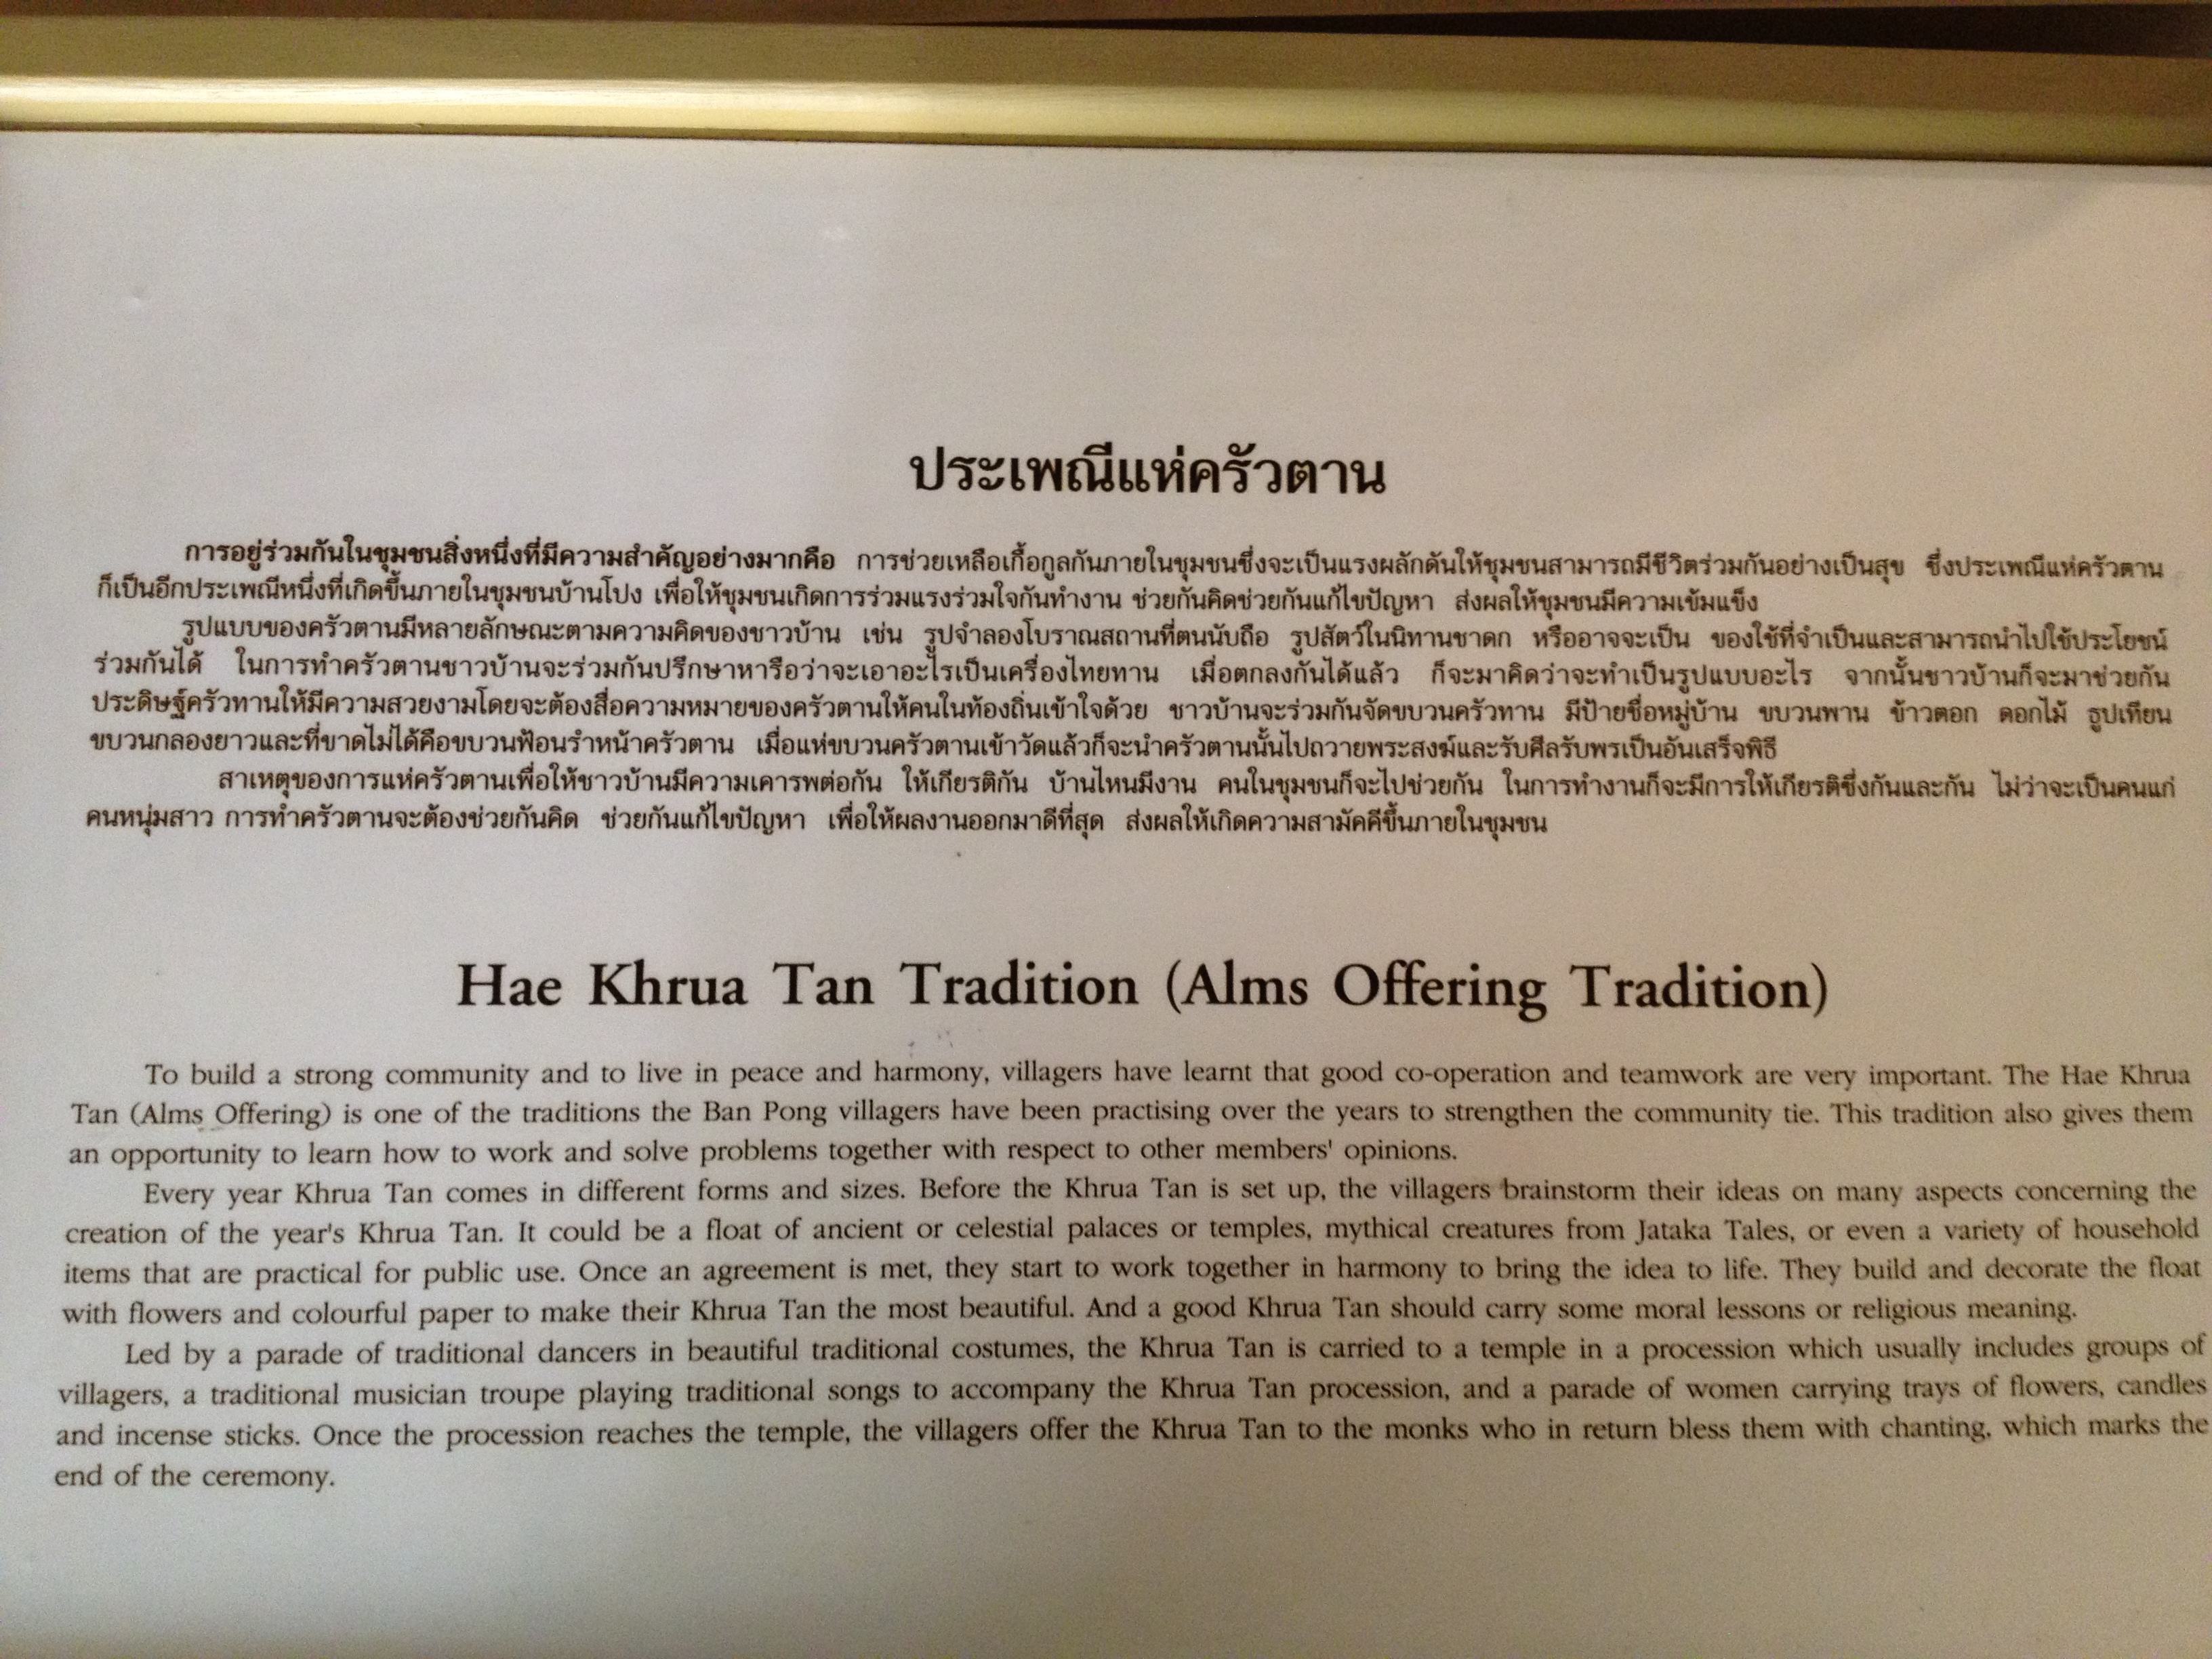 ประเพณีแห่ครัวตาน
การอยู่ร่วมกันในชุมชนสิ่งหนึ่งที่มีความสำคัญอย่างมากคือ การช่วยเหลือเกื้อกูลกันภายในชุมชนซึ่งจะเป็นแรงผลักดันให้ชุมชนสามารถมีชีวิตร่วมกันอย่างเป็นสุข ซึ่งประเพณีแห่ครัวตาน
ก็เป็นอีกประเพณีหนึ่งที่เกิดขึ้นภายในชุมชนบ้านโปง เพื่อให้ชุมชนเกิดการร่วมแรงร่วมใจกันทำงาน ช่วยกันคิดช่วยกันแก้ไขปัญหา ส่งผลให้ชุมชนมีความเข้มแข็ง
รูปแบบของครัวตานมีหลายลักษณะตามความคิดของชาวบ้าน เช่น รูปจำลองโบราณสถานที่ตนนับถือ รูปสัตว์ในนิทานชาดก หรืออาจจะเป็น ของใช้ที่จำเป็นและสามารถนำไปใช้ประโยชน์
ร่วมกันได้ ในการทำครัวตานชาวบ้านจะร่วมกันปรึกษาหารือว่าจะเอาอะไรเป็นเครื่องไทยทาน เมื่อตกลงกันได้แล้ว ก็จะมาคิดว่าจะทำเป็นรูปแบบอะไร จากนั้นชาวบ้านก็จะมาช่วยกัน
ประดิษฐ์ครัวทานให้มีความสวยงามโดยจะต้องสื่อความหมายของครัวตานให้คนในท้องถิ่นเข้าใจด้วย ชาวบ้านจะร่วมกันจัดขบวนครัวทาน มีป้ายชื่อหมู่บ้าน ขบวนพาน ข้าวตอก ดอกไม้ ธูปเทียน
ขบวนกลองยาวและที่ขาดไม่ได้คือขบวนฟ้อนรำหน้าครัวตาน เมื่อแห่ขบวนครัวตานเข้าวัดแล้วก็จะนำครัวตานนั้นไปถวายพระสงฆ์และรับศีลรับพรเป็นอันเสร็จพิธี
สาเหตุของการแห่ครัวตานเพื่อให้ชาวบ้านมีความเคารพต่อกัน ให้เกียรติกัน บ้านไหนมีงาน คนในชุมชนก็จะไปช่วยกัน ในการทำงานก็จะมีการให้เกียรติซึ่งกันและกัน ไม่ว่าจะเป็นคนแก่
คนหนุ่มสาว การทำครัวตานจะต้องช่วยกันคิด ช่วยกันแก้ไขปัญหา เพื่อให้ผลงานออกมาดีที่สุด ส่งผลให้เกิดความสามัคคีขึ้นภายในชุมชน
Hae Khrua Tan Tradition (Alms Offering Tradition)
To build a strong community and to live in peace and harmony, villagers have learnt that good co-operation and teamwork are very important. The Hae Khrua
Tan (Alms Offering) is one of the traditions the Ban Pong villagers have been practising over the years to strengthen the community tie. This tradition also gives them
an opportunity to learn how to work and solve problems together with respect to other members' opinions.
Every year Khrua Tan comes in different forms and sizes. Before the Khrua Tan is set up, the villagers brainstorm their ideas on many aspects concerning the
creation of the year's Khrua Tan. It could be a float of ancient or celestial palaces or temples, mythical creatures from Jataka Tales, or even a variety of household
items that are practical for public use. Once an agreement is met, they start to work together in harmony to bring the idea to life. They build and decorate the float
with flowers and colourful paper to make their Khrua Tan the most beautiful. And a good Khrua Tan should carry some moral lessons or religious meaning.
Led by a parade of traditional dancers in beautiful traditional costumes, the Khrua Tan is carried to a temple in a procession which usually includes groups of
villagers, a traditional musician troupe playing traditional songs to accompany the Khrua Tan procession, and a parade of women carrying trays of flowers, candles
and incense sticks. Once the procession reaches the temple, the villagers offer the Khrua Tan to the monks who in return bless them with chanting, which marks the
end of the ceremony.